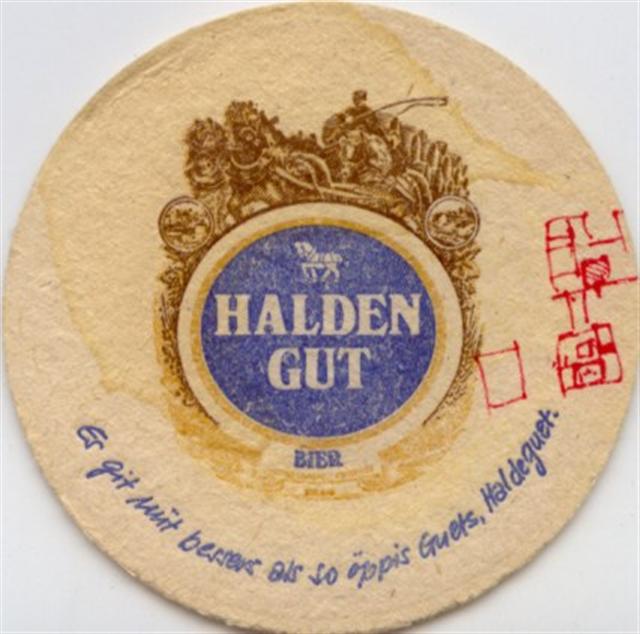 HALDEN
GUT
BIER
Es git nüt bessers als so öppis Guets, Haldeguet.